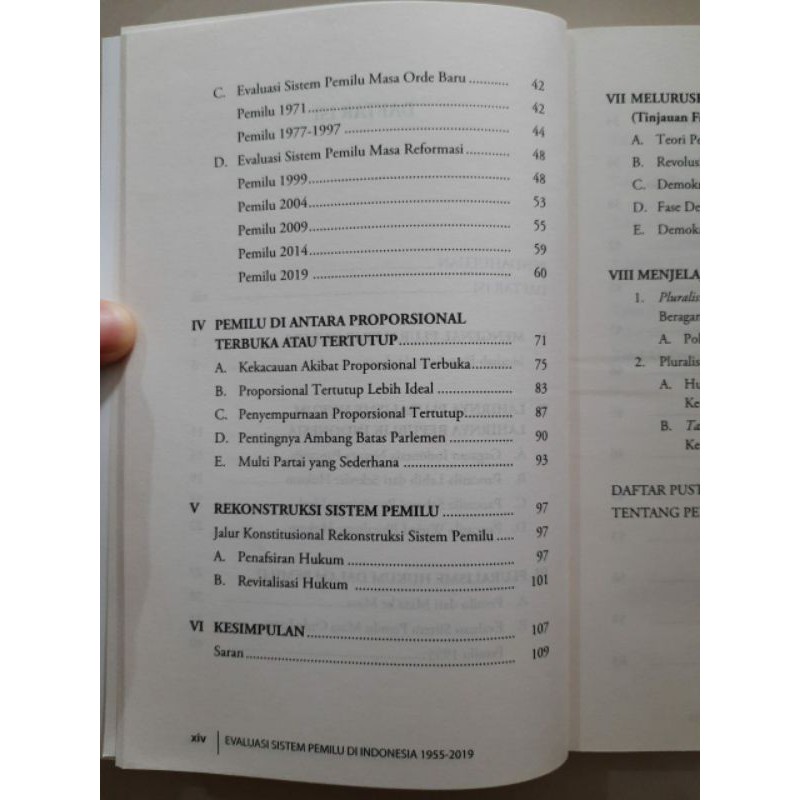 C. Evaluasi Sistem Pemilu Masa Orde Baru .......... 42
Pemilu 1971 .......... 42
Pemilu 1977-1997 .......... 44
D. Evaluasi Sistem Pemilu Masa Reformasi .......... 48
Pemilu 1999 .......... 48
Pemilu 2004 .......... 53
Pemilu 2009 .......... 55
Pemilu 2014 .......... 59
Pemilu 2019 .......... 60
IV PEMILU DI ANTARA PROPORSIONAL
TERBUKA ATAU TERTUTUP .......... 71
A. Kekacauan Akibat Proporsional Terbuka .......... 75
B. Proporsional Tertutup Lebih Ideal .......... 83
C. Penyempurnaan Proporsional Tertutup .......... 87
D. Pentingnya Ambang Batas Parlemen .......... 90
E. Multi Partai yang Sederhana .......... 93
V REKONSTRUKSI SISTEM PEMILU .......... 97
Jalur Konstitusional Rekonstruksi Sistem Pemilu ..... 97
A. Penafsiran Hukum .......... 97
B. Revitalisasi Hukum .......... 101
VI KESIMPULAN .......... 107
Saran .......... 109
xiv | EVALUASI SISTEM PEMILU DI INDONESIA 1955-2019
VII MELURUSK
(Tinjauan F
A. Teori Pe
B. Revolus
C. Demokr
D. Fase De
E. Demok
VIII MENJELA
1. Pluralis
Beragan
A. Pol
2. Pluralis
A. Hu
Ke
B. Ta
Ke
DAFTAR PUST
TENTANG PE